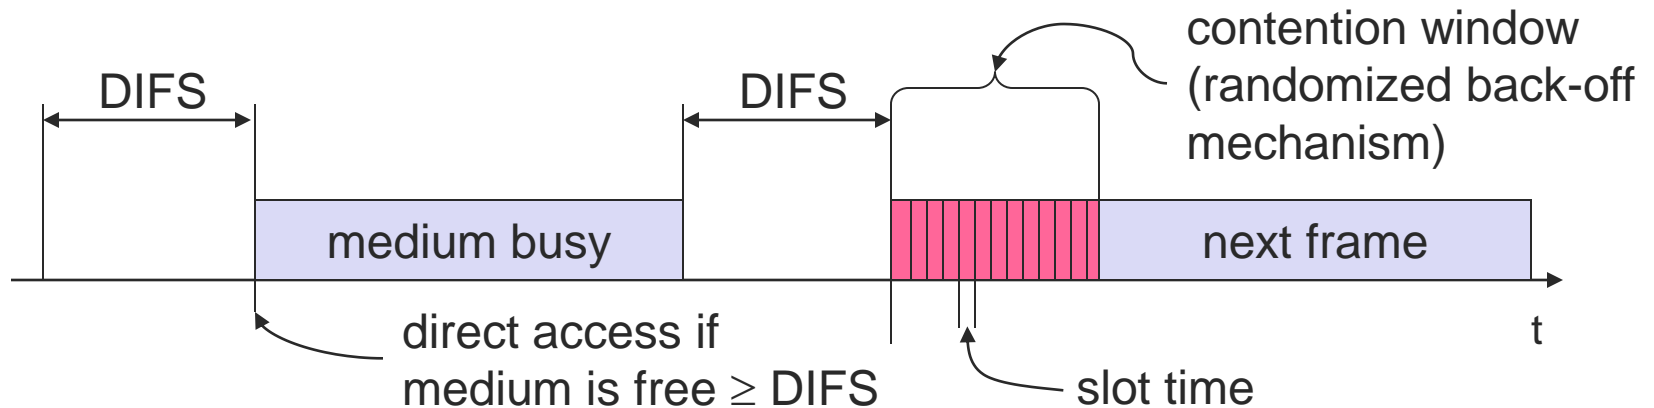 contention window
(randomized back-off
mechanism)
DIFS
DIFS
medium busy
next frame
direct access if
medium is free ≥ DIFS
slot time
t